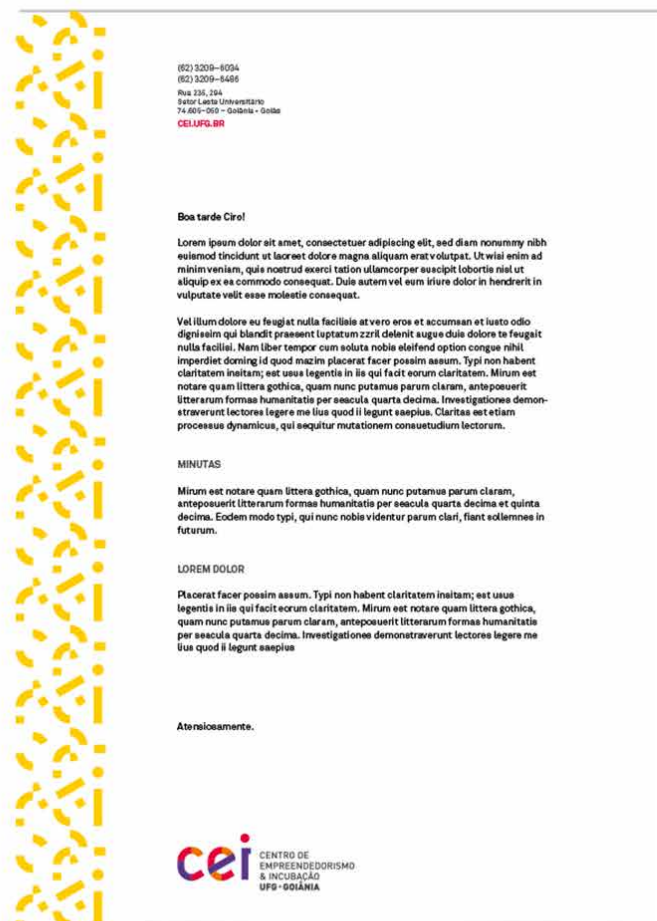 (62) 3209-6034
(62) 3209-6486
Rua 235, 294
Setor Leste Universitário
74.605-050 - Goiânia - Goiás
CEI.UFG.BR
Boa tarde Ciro!
Lorem ipsum dolor sit amet, consectetuer adipiscing elit, sed diam nonummy nibh
euismod tincidunt ut laoreet dolore magna aliquam erat volutpat. Ut wisi enim ad
minim veniam, quis nostrud exerci tation ullamcorper suscipit lobortis nisl ut
aliquip ex ea commodo consequat. Duis autem vel eum iriure dolor in hendrerit in
vulputate velit esse molestie consequat.
Vel illum dolore eu feugiat nulla facilisis at vero eros et accumsan et iusto odio
dignissim qui blandit praesent luptatum zzril delenit augue duis dolore te feugait
nulla facilisi. Nam liber tempor cum soluta nobis eleifend option congue nihil
imperdiet doming id quod mazim placerat facer possim assum. Typi non habent
claritatem insitam; est usus legentis in iis qui facit eorum claritatem. Mirum est
notare quam littera gothica, quam nunc putamus parum claram, anteposuerit
litterarum formas humanitatis per seacula quarta decima. Investigationes demon-
straverunt lectores legere me lius quod ii legunt saepius. Claritas est etiam
processus dynamicus, qui sequitur mutationem consuetudium lectorum.
MINUTAS
Mirum est notare quam littera gothica, quam nunc putamus parum claram,
anteposuerit litterarum formas humanitatis per seacula quarta decima et quinta
decima. Eodem modo typi, qui nunc nobis videntur parum clari, fiant sollemnes in
futurum.
LOREM DOLOR
Placerat facer possim assum. Typi non habent claritatem insitam; est usus
legentis in iis qui facit eorum claritatem. Mirum est notare quam littera gothica,
quam nunc putamus parum claram, anteposuerit litterarum formas humanitatis
per seacula quarta decima. Investigationes demonstraverunt lectores legere me
lius quod ii legunt saepius
Atensiosamente.
cei
CENTRO DE
EMPREENDEDORISMO
& INCUBAÇÃO
UFG - GOIÂNIA